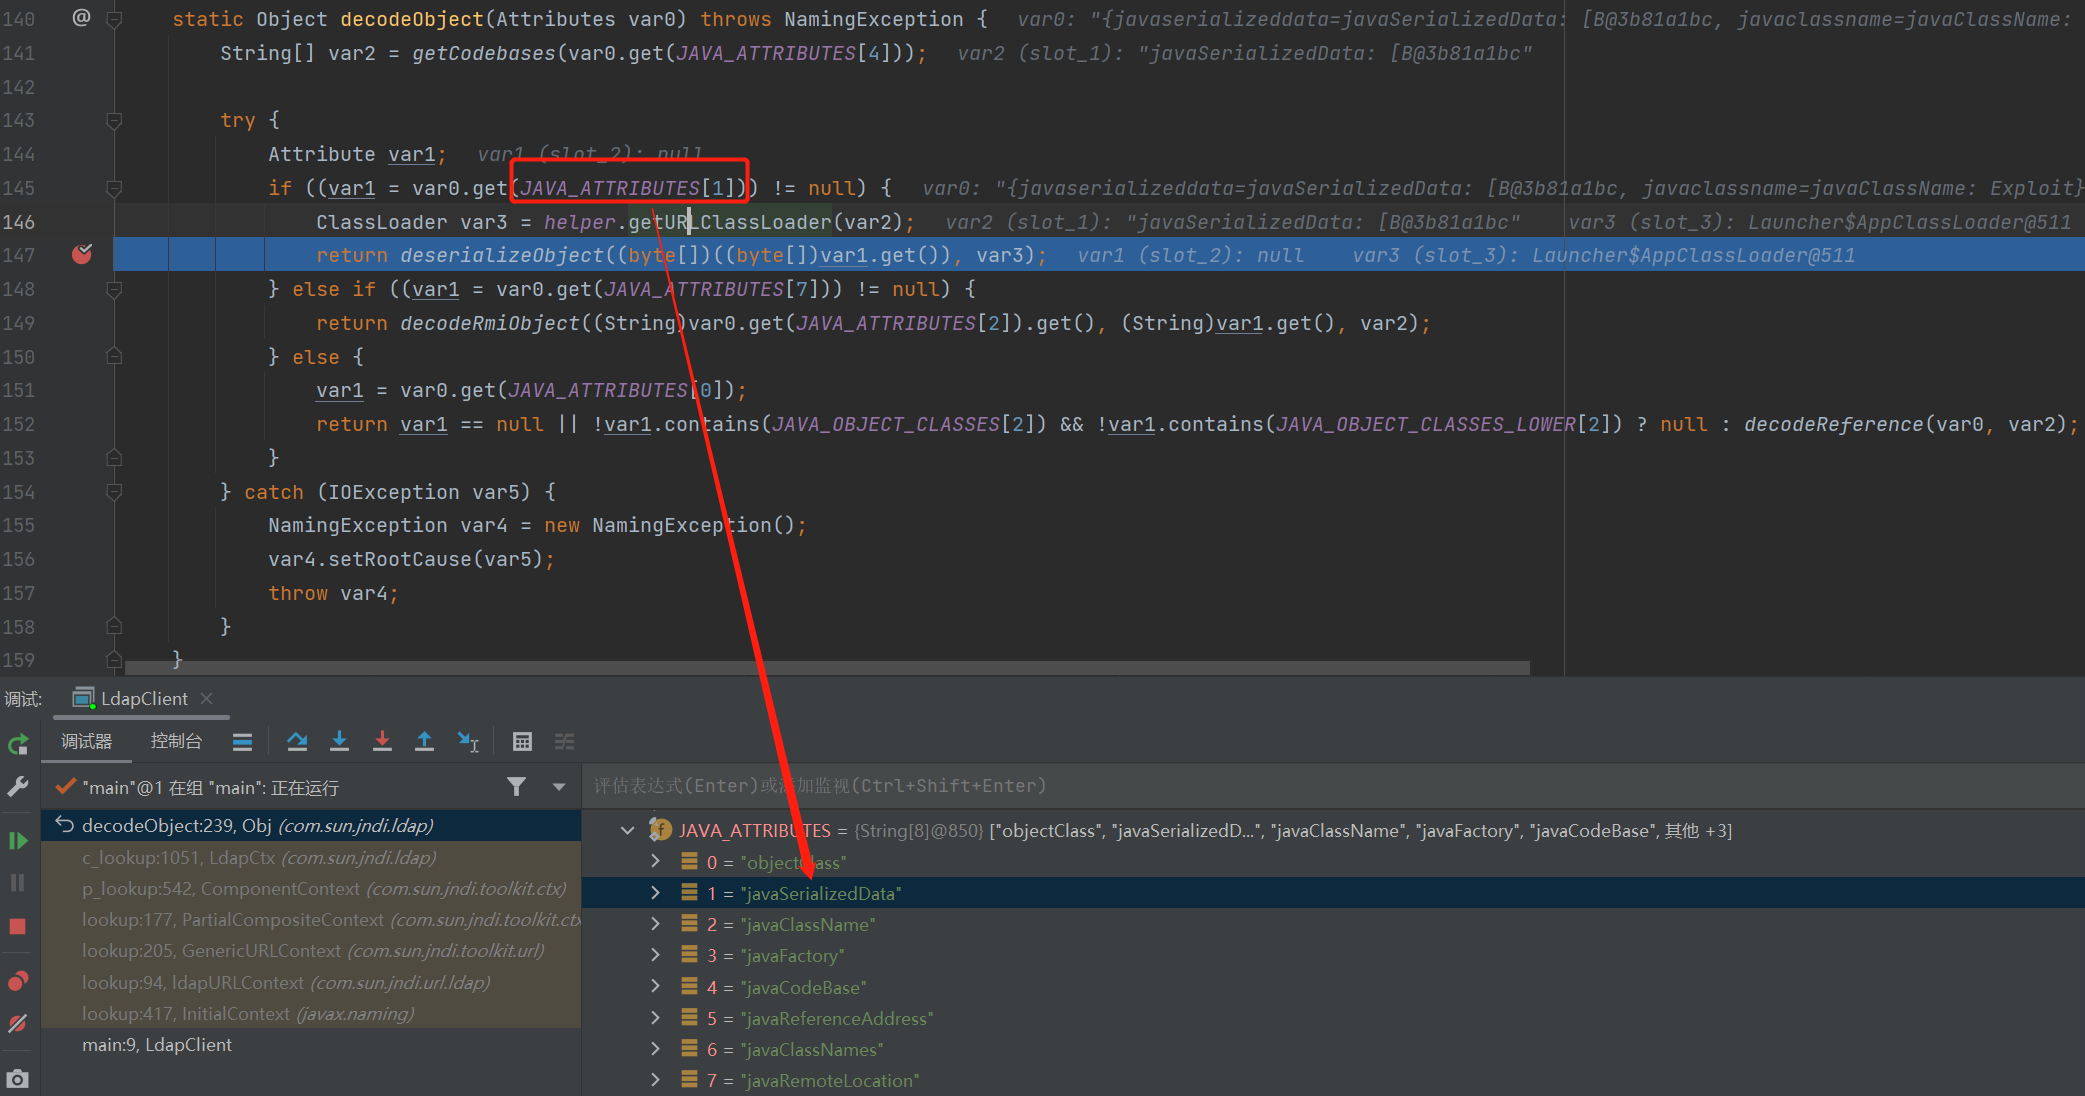 140 @ static Object decodeObject(Attributes var0) throws NamingException { var0: "{javaserializeddata=javaSerializedData: [B@3b81a1bc, javaclassname=javaClassName:
141 String[] var2 = getCodebases(var0.get(JAVA_ATTRIBUTES[4])); var2 (slot_1): "javaSerializedData: [B@3b81a1bc"
142
143 try {
144 Attribute var1; var1 (slot_2): null
145 if ((var1 = var0.get(JAVA_ATTRIBUTES[1])) != null) { var0: "{javaserializeddata=javaSerializedData: [B@3b81a1bc, javaclassname=javaClassName: Exploit}
146 ClassLoader var3 = helper.getURLClassLoader(var2); var2 (slot_1): "javaSerializedData: [B@3b81a1bc" var3 (slot_3): Launcher$AppClassLoader@511
147 return deserializeObject((byte[])((byte[])var1.get()), var3); var1 (slot_2): null var3 (slot_3): Launcher$AppClassLoader@511
148 } else if ((var1 = var0.get(JAVA_ATTRIBUTES[7])) != null) {
149 return decodeRmiObject((String)var0.get(JAVA_ATTRIBUTES[2]).get(), (String)var1.get(), var2);
150 } else {
151 var1 = var0.get(JAVA_ATTRIBUTES[0]);
152 return var1 == null || !var1.contains(JAVA_OBJECT_CLASSES[2]) && !var1.contains(JAVA_OBJECT_CLASSES_LOWER[2]) ? null : decodeReference(var0, var2);
153 }
154 } catch (IOException var5) {
155 NamingException var4 = new NamingException();
156 var4.setRootCause(var5);
157 throw var4;
158 }
159 }
调试: LdapClient
调试器 控制台
"main"@1 在组 "main": 正在运行
decodeObject:239, Obj (com.sun.jndi.ldap)
c_lookup:1051, LdapCtx (com.sun.jndi.ldap)
p_lookup:542, ComponentContext (com.sun.jndi.toolkit.ctx)
lookup:177, PartialCompositeContext (com.sun.jndi.toolkit.ctx
lookup:205, GenericURLContext (com.sun.jndi.toolkit.url)
lookup:94, ldapURLContext (com.sun.jndi.url.ldap)
lookup:417, InitialContext (javax.naming)
main:9, LdapClient
评估表达式(Enter)或添加监视(Ctrl+Shift+Enter)
JAVA_ATTRIBUTES = {String[8]@850} ["objectClass", "javaSerializedD...", "javaClassName", "javaFactory", "javaCodeBase", 其他 +3]
0 = "objectClass"
1 = "javaSerializedData"
2 = "javaClassName"
3 = "javaFactory"
4 = "javaCodeBase"
5 = "javaReferenceAddress"
6 = "javaClassNames"
7 = "javaRemoteLocation"